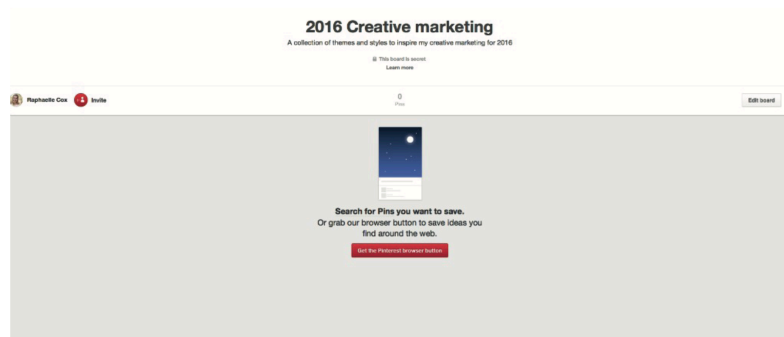 2016 Creative marketing
A collection of themes and styles to inspire my creative marketing for 2016
This board is secret.
Learn more
Raphaelle Cox
Invite
0
Pins
Edit board
Search for Pins you want to save.
Or grab our browser button to save ideas you
find around the web.
Get the Pinterest browser button